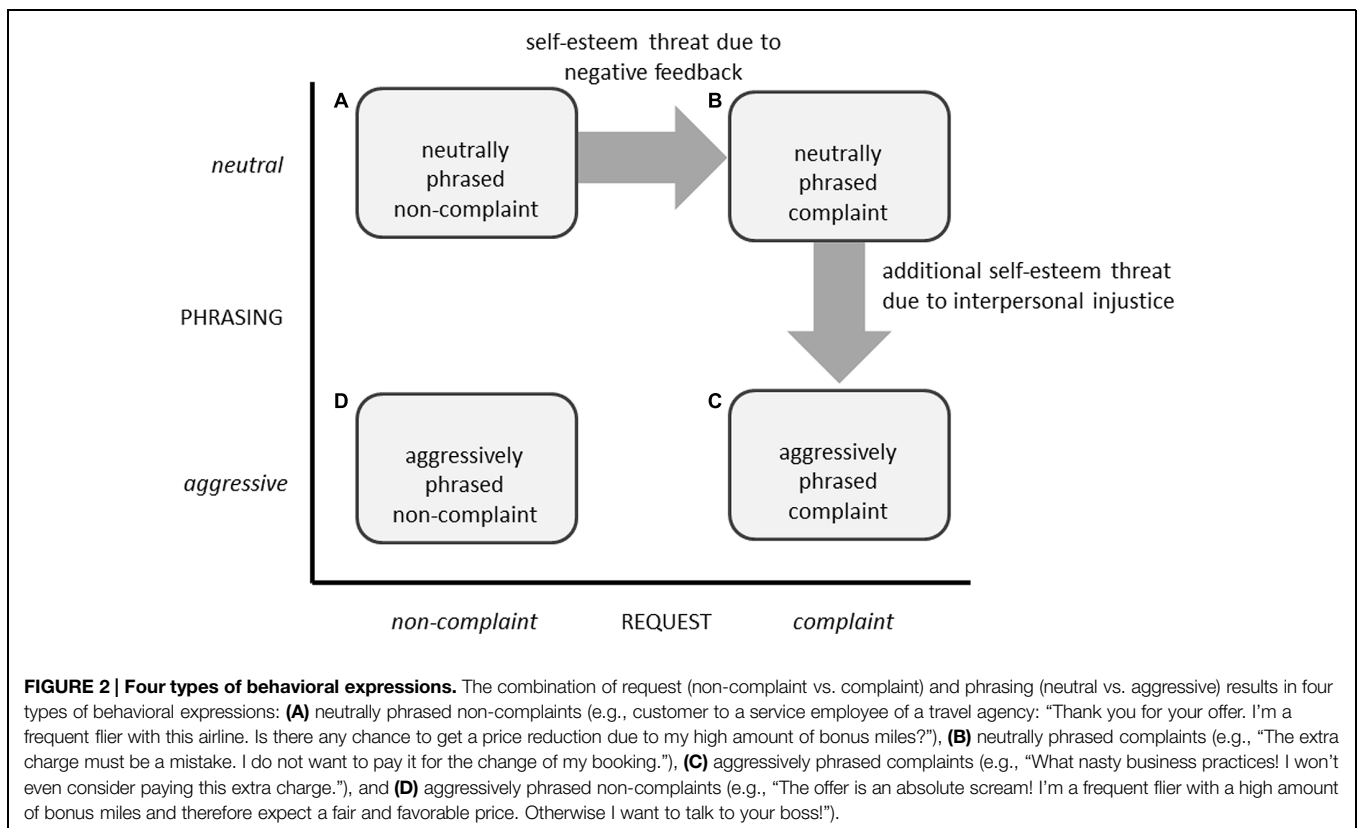 self-esteem threat due to
negative feedback
A
B
neutral
neutrally
phrased
non-complaint
neutrally
phrased
complaint
additional self-esteem threat
due to interpersonal injustice
PHRASING
D
C
aggressive
aggressively
phrased
non-complaint
aggressively
phrased
complaint
non-complaint
REQUEST
complaint
FIGURE 2 | Four types of behavioral expressions. The combination of request (non-complaint vs. complaint) and phrasing (neutral vs. aggressive) results in four
types of behavioral expressions: (A) neutrally phrased non-complaints (e.g., customer to a service employee of a travel agency: “Thank you for your offer. I’m a
frequent flier with this airline. Is there any chance to get a price reduction due to my high amount of bonus miles?”), (B) neutrally phrased complaints (e.g., “The extra
charge must be a mistake. I do not want to pay it for the change of my booking.”), (C) aggressively phrased complaints (e.g., “What nasty business practices! I won’t
even consider paying this extra charge.”), and (D) aggressively phrased non-complaints (e.g., “The offer is an absolute scream! I’m a frequent flier with a high amount
of bonus miles and therefore expect a fair and favorable price. Otherwise I want to talk to your boss!”).